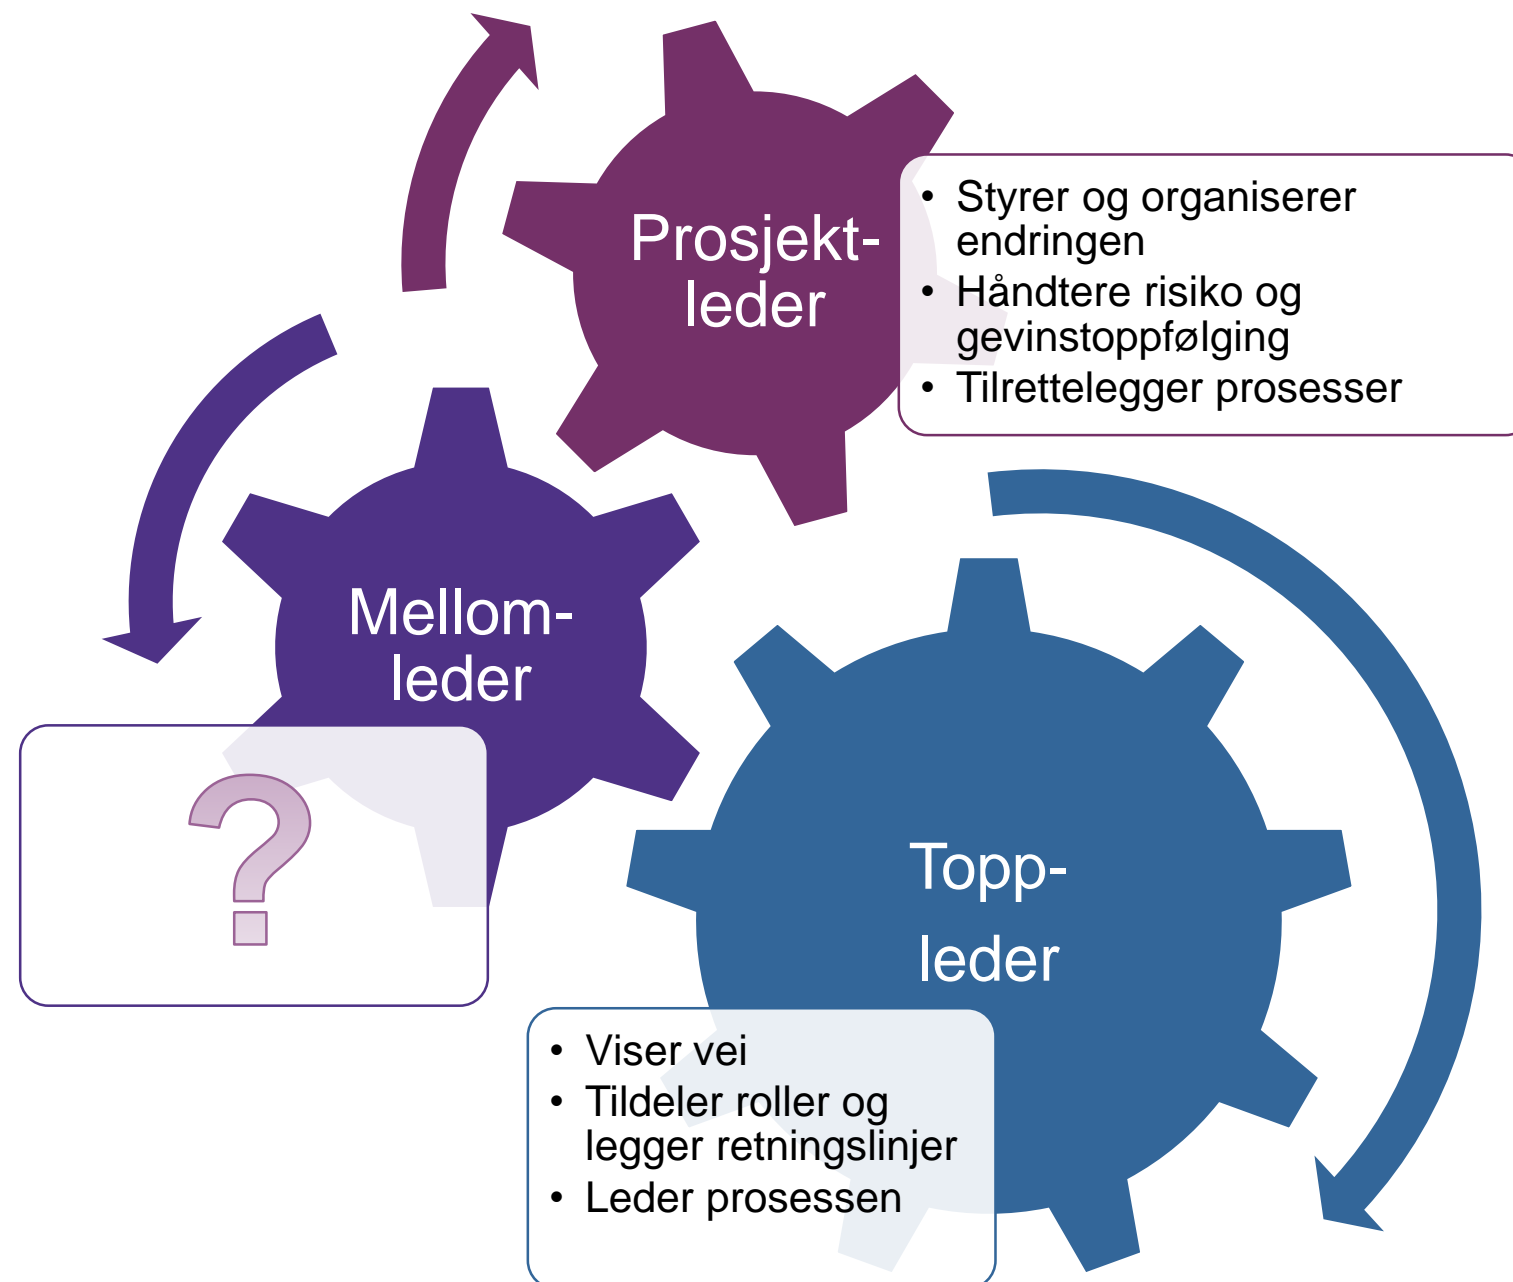 Prosjekt-
leder
• Styrer og organiserer
endringen
• Håndtere risiko og
gevinstoppfølging
• Tilrettelegger prosesser
Mellom-
leder
?
Topp-
leder
• Viser vei
• Tildeler roller og
legger retningslinjer
• Leder prosessen